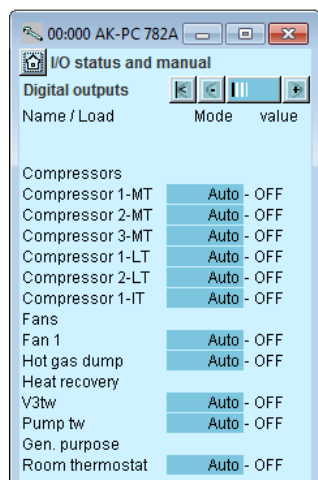 00:000 AK-PC 782A
I/O status and manual
Digital outputs
Name / Load Mode value
Compressors
Compressor 1-MT Auto - OFF
Compressor 2-MT Auto - OFF
Compressor 3-MT Auto - OFF
Compressor 1-LT Auto - OFF
Compressor 2-LT Auto - OFF
Compressor 1-IT Auto - OFF
Fans
Fan 1 Auto - OFF
Hot gas dump Auto - OFF
Heat recovery
V3tw Auto - OFF
Pump tw Auto - OFF
Gen. purpose
Room thermostat Auto - OFF